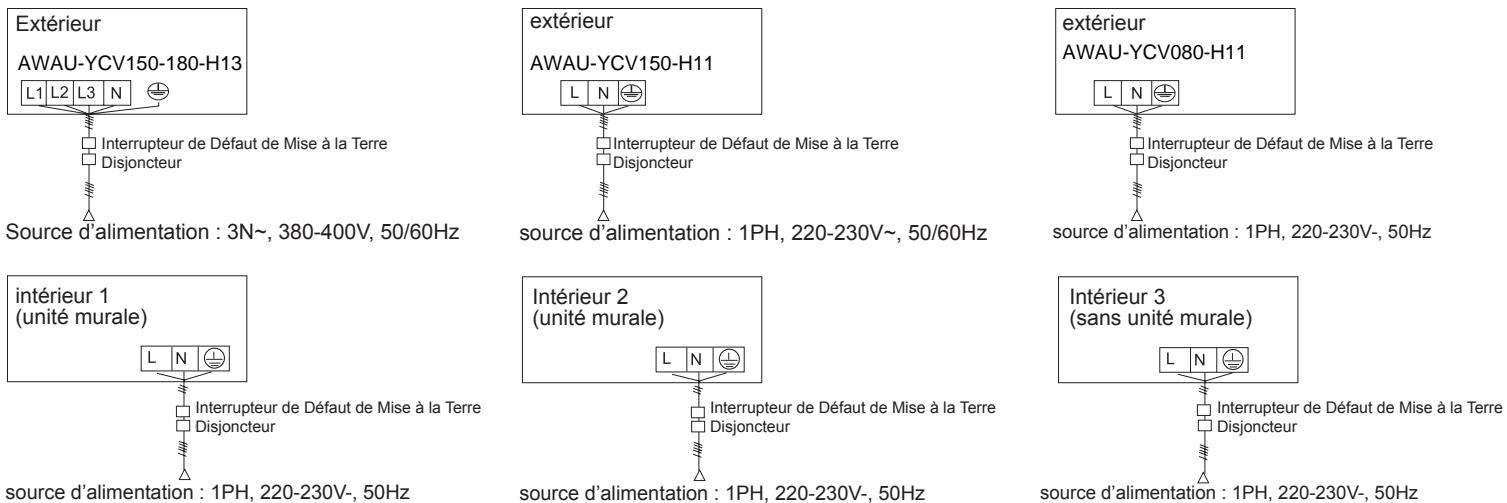 Extérieur
AWAU-YCV150-180-H13
L1 L2 L3 N
Interrupteur de Défaut de Mise à la Terre
Disjoncteur
Source d'alimentation : 3N~, 380-400V, 50/60Hz
extérieur
AWAU-YCV150-H11
L N
Interrupteur de Défaut de Mise à la Terre
Disjoncteur
source d'alimentation : 1PH, 220-230V~, 50/60Hz
extérieur
AWAU-YCV080-H11
L N
Interrupteur de Défaut de Mise à la Terre
Disjoncteur
source d'alimentation : 1PH, 220-230V-, 50Hz
intérieur 1
(unité murale)
L N
Interrupteur de Défaut de Mise à la Terre
Disjoncteur
source d'alimentation : 1PH, 220-230V-, 50Hz
Intérieur 2
(unité murale)
L N
Interrupteur de Défaut de Mise à la Terre
Disjoncteur
source d'alimentation : 1PH, 220-230V-, 50Hz
Intérieur 3
(sans unité murale)
L N
Interrupteur de Défaut de Mise à la Terre
Disjoncteur
source d'alimentation : 1PH, 220-230V-, 50Hz